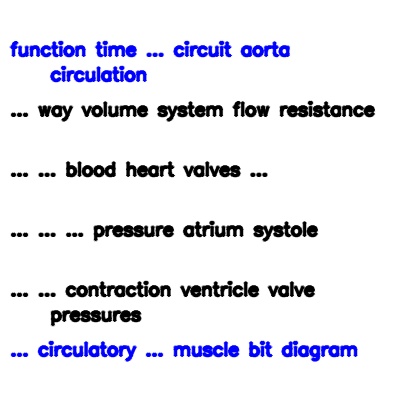 function time ... circuit aorta
circulation
... way volume system flow resistance
... ... blood heart valves ...
... ... ... pressure atrium systole
... ... contraction ventricle valve
pressures
... circulatory ... muscle bit diagram